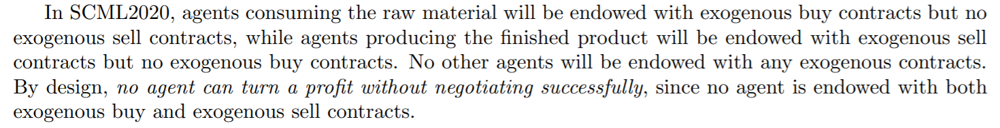 In SCML2020, agents consuming the raw material will be endowed with exogenous buy contracts but no
exogenous sell contracts, while agents producing the finished product will be endowed with exogenous sell
contracts but no exogenous buy contracts. No other agents will be endowed with any exogenous contracts.
By design, no agent can turn a profit without negotiating successfully, since no agent is endowed with both
exogenous buy and exogenous sell contracts.